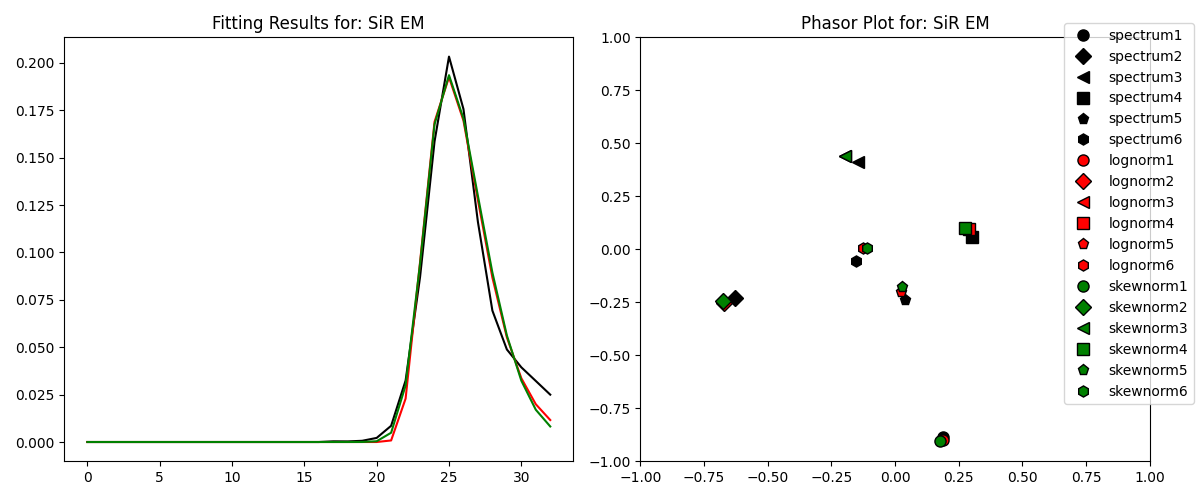 Fitting Results for: SiR EM
0.200
0.175
0.150
0.125
0.100
0.075
0.050
0.025
0.000
0
5
10
15
20
25
30
Phasor Plot for: SiR EM
1.00
0.75
0.50
0.25
0.00
−0.25
−0.50
−0.75
−1.00
−1.00
−0.75
−0.50
−0.25
0.00
0.25
0.50
0.75
1.00
spectrum1
spectrum2
spectrum3
spectrum4
spectrum5
spectrum6
lognorm1
lognorm2
lognorm3
lognorm4
lognorm5
lognorm6
skewnorm1
skewnorm2
skewnorm3
skewnorm4
skewnorm5
skewnorm6